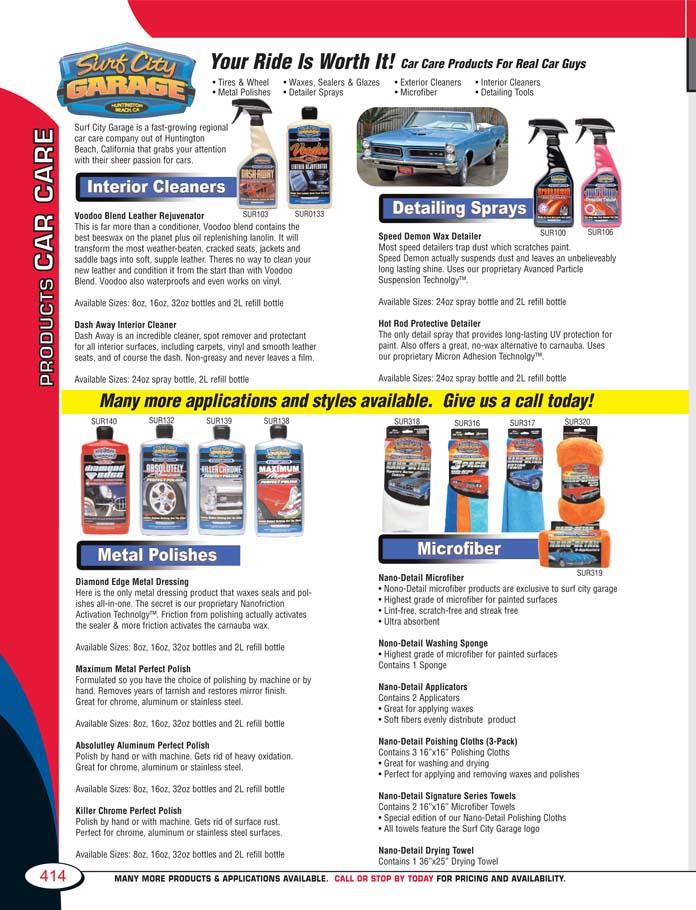 PRODUCTS CAR CARE
Surf City
GARAGE
HUNTINGTON
BEACH, CA
Your Ride Is Worth It! Car Care Products For Real Car Guys
• Tires & Wheel • Waxes, Sealers & Glazes • Exterior Cleaners • Interior Cleaners
• Metal Polishes • Detailer Sprays • Microfiber • Detailing Tools
Surf City Garage is a fast-growing regional
car care company out of Huntington
Beach, California that grabs your attention
with their sheer passion for cars.
Interior Cleaners
DASH AWAY
Voodoo
LEATHER REJUVENATOR
SUR103 SUR0133
Voodoo Blend Leather Rejuvenator
This is far more than a conditioner, Voodoo blend contains the
best beeswax on the planet plus oil replenishing lanolin. It will
transform the most weather-beaten, cracked seats, jackets and
saddle bags into soft, supple leather. Theres no way to clean your
new leather and condition it from the start than with Voodoo
Blend. Voodoo also waterproofs and even works on vinyl.
Available Sizes: 8oz, 16oz, 32oz bottles and 2L refill bottle
Dash Away Interior Cleaner
Dash Away is an incredible cleaner, spot remover and protectant
for all interior surfaces, including carpets, vinyl and smooth leather
seats, and of course the dash. Non-greasy and never leaves a film.
Available Sizes: 24oz spray bottle, 2L refill bottle
Detailing Sprays
SUR100 SUR106
Speed Demon Wax Detailer
Most speed detailers trap dust which scratches paint.
Speed Demon actually suspends dust and leaves an unbelieveably
long lasting shine. Uses our proprietary Avanced Particle
Suspension Technolgy™.
Available Sizes: 24oz spray bottle and 2L refill bottle
Hot Rod Protective Detailer
The only detail spray that provides long-lasting UV protection for
paint. Also offers a great, no-wax alternative to carnauba. Uses
our proprietary Micron Adhesion Technolgy™.
Available Sizes: 24oz spray bottle and 2L refill bottle
Many more applications and styles available. Give us a call today!
SUR140 SUR132 SUR139 SUR138
diamond
edge
ABSOLUTELY
PERFECT POLISH
KILLER CHROME
PERFECT POLISH
MAXIMUM
Metal
PERFECT POLISH
Metal Polishes
Diamond Edge Metal Dressing
Here is the only metal dressing product that waxes seals and pol-
ishes all-in-one. The secret is our proprietary Nanofriction
Activation Technolgy™. Friction from polishing actually activates
the sealer & more friction activates the carnauba wax.
Available Sizes: 8oz, 16oz, 32oz bottles and 2L refill bottle
Maximum Metal Perfect Polish
Formulated so you have the choice of polishing by machine or by
hand. Removes years of tarnish and restores mirror finish.
Great for chrome, aluminum or stainless steel.
Available Sizes: 8oz, 16oz, 32oz bottles and 2L refill bottle
Absolutley Aluminum Perfect Polish
Polish by hand or with machine. Gets rid of heavy oxidation.
Great for chrome, aluminum or stainless steel.
Available Sizes: 8oz, 16oz, 32oz bottles and 2L refill bottle
Killer Chrome Perfect Polish
Polish by hand or with machine. Gets rid of surface rust.
Perfect for chrome, aluminum or stainless steel surfaces.
Available Sizes: 8oz, 16oz, 32oz bottles and 2L refill bottle
SUR318 SUR316 SUR317 SUR320
NANO-DETAIL
3 PACK
SUR319
Microfiber
Nano-Detail Microfiber
• Nono-Detail microfiber products are exclusive to surf city garage
• Highest grade of microfiber for painted surfaces
• Lint-free, scratch-free and streak free
• Ultra absorbent
Nono-Detail Washing Sponge
• Highest grade of microfiber for painted surfaces
Contains 1 Sponge
Nano-Detail Applicators
Contains 2 Applicators
• Great for applying waxes
• Soft fibers evenly distribute product
Nano-Detail Poishing Cloths (3-Pack)
Contains 3 16"x16" Polishing Cloths
• Great for washing and drying
• Perfect for applying and removing waxes and polishes
Nano-Detail Signature Series Towels
Contains 2 16"x16" Microfiber Towels
• Special edition of our Nano-Detail Polishing Cloths
• All towels feature the Surf City Garage logo
Nano-Detail Drying Towel
Contains 1 36"x25" Drying Towel
414 MANY MORE PRODUCTS & APPLICATIONS AVAILABLE. CALL OR STOP BY TODAY FOR PRICING AND AVAILABILITY.